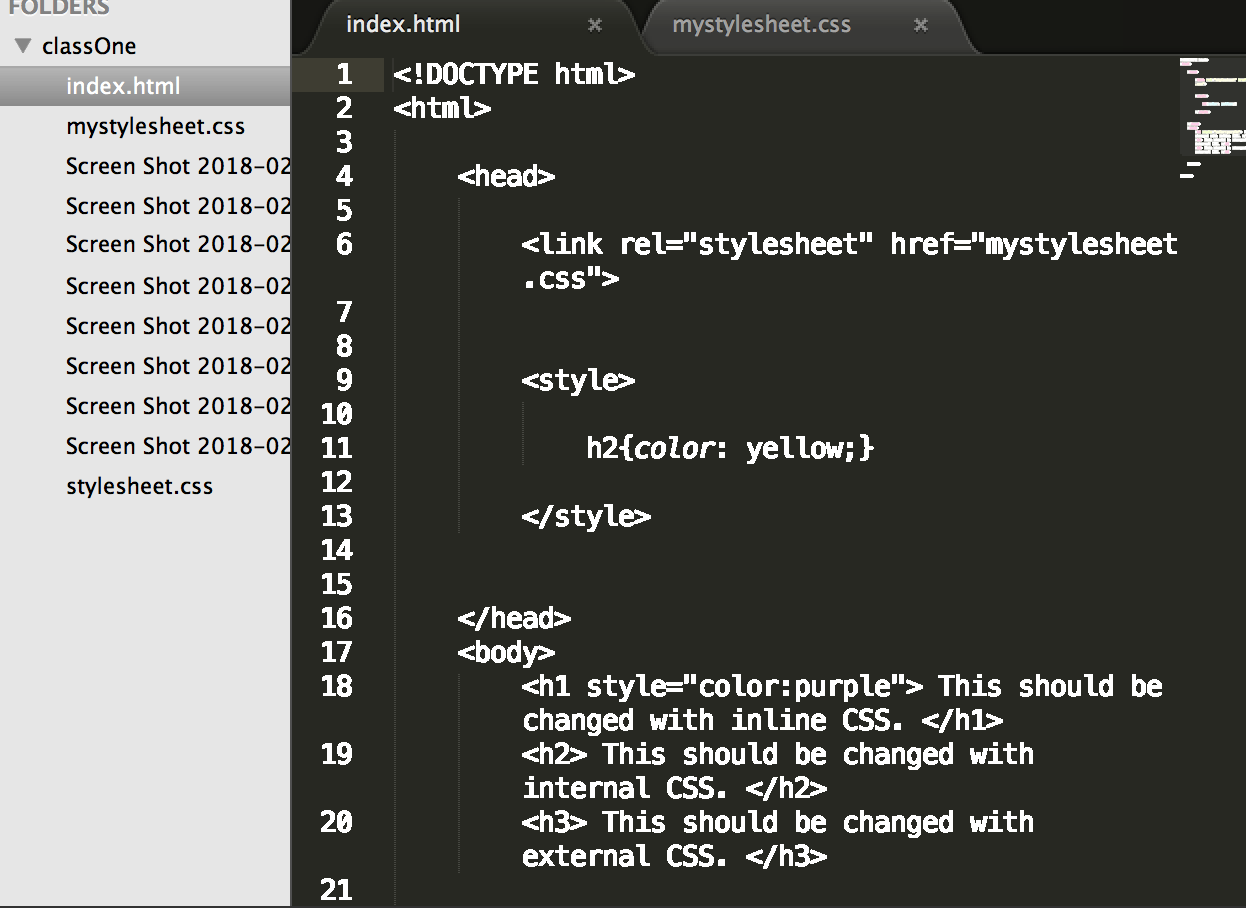 FOLDERS
classOne
index.html
mystylesheet.css
Screen Shot 2018-02
Screen Shot 2018-02
Screen Shot 2018-02
Screen Shot 2018-02
Screen Shot 2018-02
Screen Shot 2018-02
Screen Shot 2018-02
Screen Shot 2018-02
stylesheet.css
index.html × mystylesheet.css ×
1 <!DOCTYPE html>
2 <html>
3
4 <head>
5
6 <link rel="stylesheet" href="mystylesheet
.css">
7
8
9 <style>
10
11 h2{color: yellow;}
12
13 </style>
14
15
16 </head>
17 <body>
18 <h1 style="color:purple"> This should be
changed with inline CSS. </h1>
19 <h2> This should be changed with
internal CSS. </h2>
20 <h3> This should be changed with
external CSS. </h3>
21